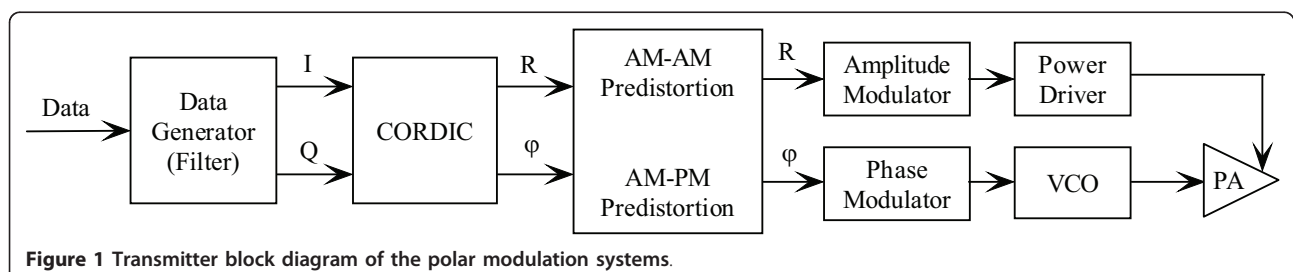 Data
Data
Generator
(Filter)
I
Q
CORDIC
R
φ
AM-AM
Predistortion
AM-PM
Predistortion
R
φ
Amplitude
Modulator
Phase
Modulator
Power
Driver
VCO
PA
Figure 1 Transmitter block diagram of the polar modulation systems.